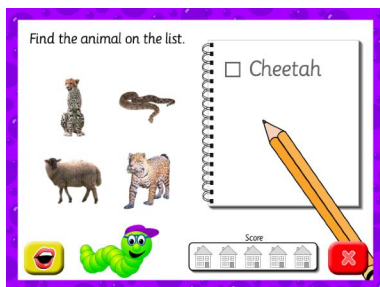 Find the animal on the list.
Cheetah
Score